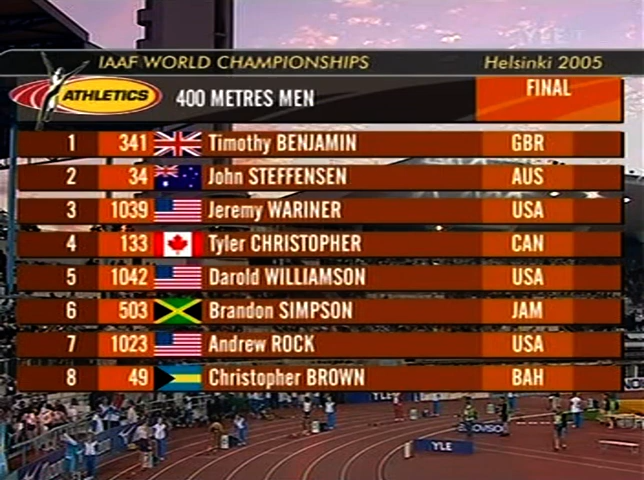 YLE
IAAF WORLD CHAMPIONSHIPS Helsinki 2005
ATHLETICS 400 METRES MEN FINAL
1 341 Timothy BENJAMIN GBR
2 34 John STEFFENSEN AUS
3 1039 Jeremy WARINER USA
4 133 Tyler CHRISTOPHER CAN
5 1042 Darold WILLIAMSON USA
6 503 Brandon SIMPSON JAM
7 1023 Andrew ROCK USA
8 49 Christopher BROWN BAH
YLE
YLE